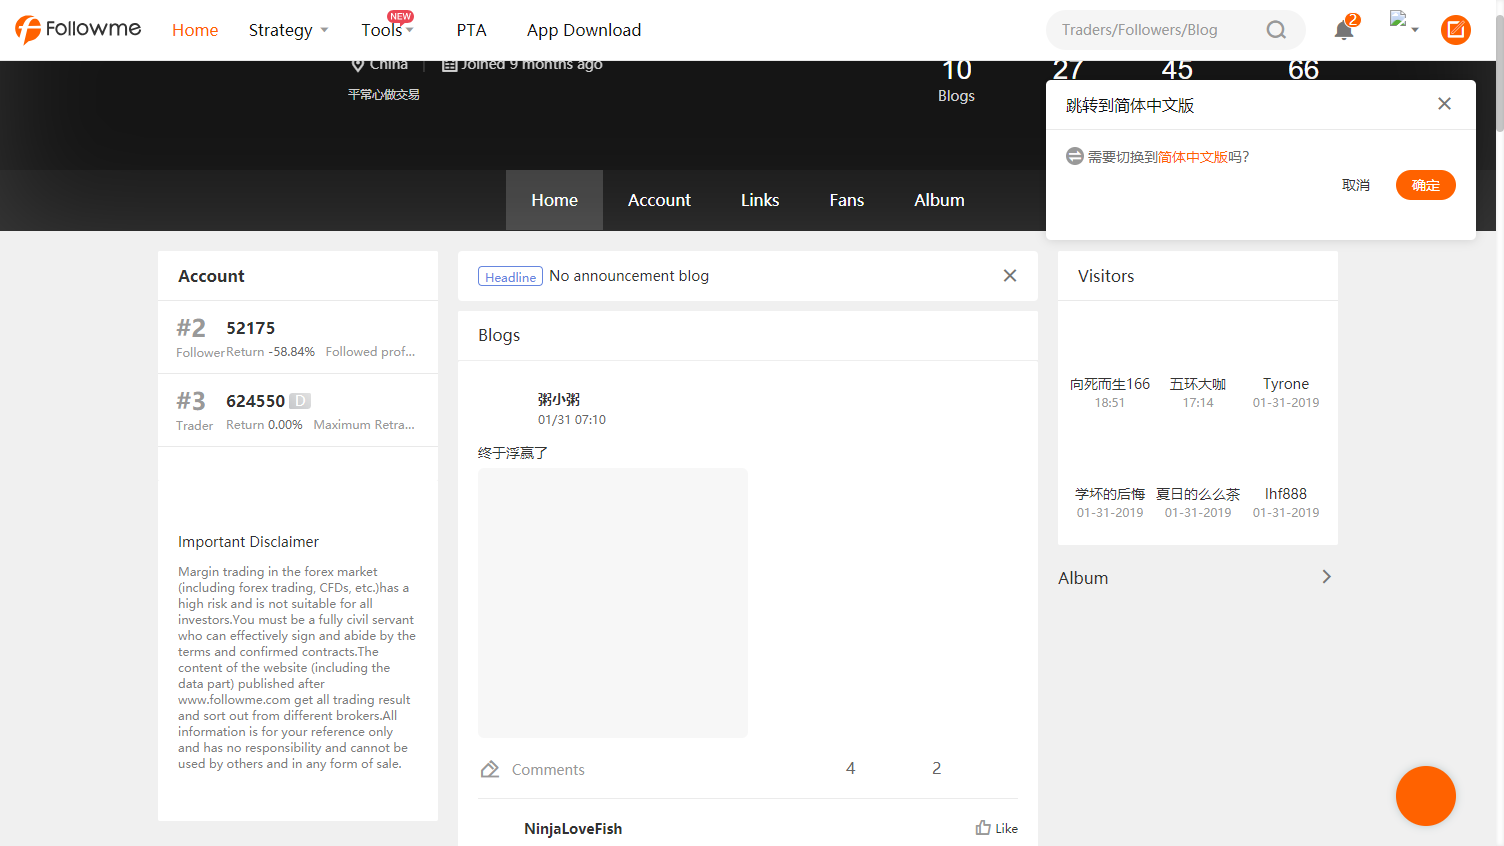 Followme
Home
Strategy
Tools
NEW
PTA
App Download
Traders/Followers/Blog
2
China
Joined 9 months ago
平常心做交易
10
27
45
66
Blogs
跳转到简体中文版
需要切换到简体中文版吗?
取消
确定
Home
Account
Links
Fans
Album
Account
#2 52175
Follower Return -58.84% Followed prof...
#3 624550 D
Trader Return 0.00% Maximum Retra...
Important Disclaimer
Margin trading in the forex market
(including forex trading, CFDs, etc.)has a
high risk and is not suitable for all
investors.You must be a fully civil servant
who can effectively sign and abide by the
terms and confirmed contracts.The
content of the website (including the
data part) published after
www.followme.com get all trading result
and sort out from different brokers.All
information is for your reference only
and has no responsibility and cannot be
used by others and in any form of sale.
Headline No announcement blog
Blogs
粥小粥
01/31 07:10
终于浮赢了
Comments
4
2
NinjaLoveFish
Like
Visitors
向死而生166 五环大咖 Tyrone
18:51 17:14 01-31-2019
学坏的后悔 夏日的么么茶 lhf888
01-31-2019 01-31-2019 01-31-2019
Album